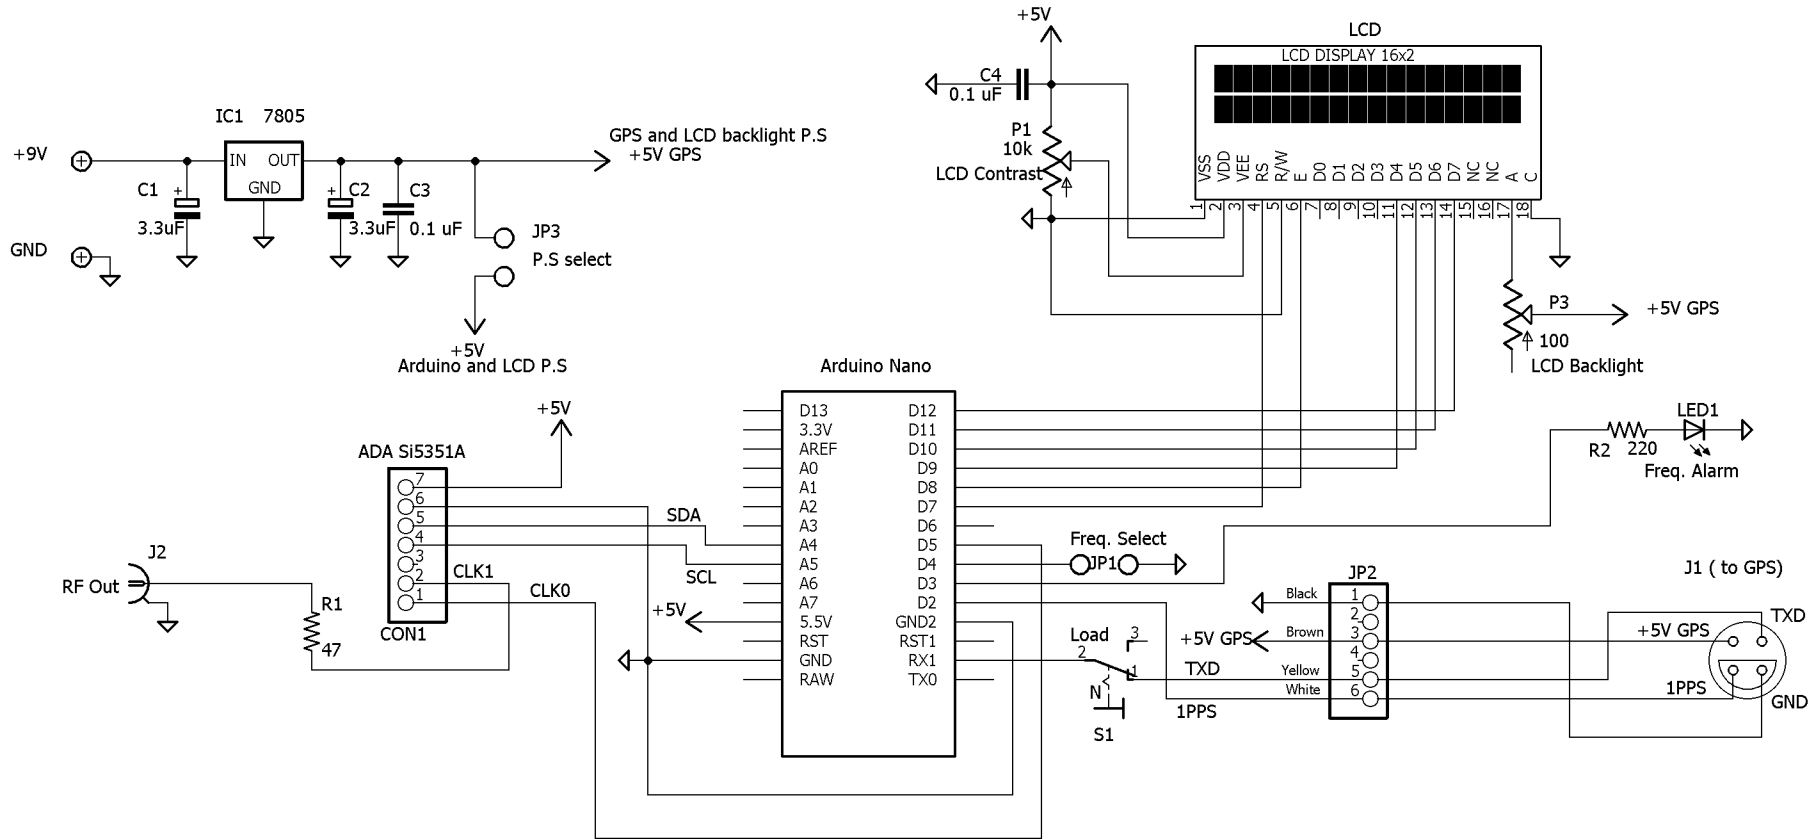 +5V
LCD
LCD DISPLAY 16x2
C4
0.1 uF
P1
10k
LCD Contrast
VSS
VDD
VEE
RS
R/W
E
D0
D1
D2
D3
D4
D5
D6
D7
NC
NC
A
C
1
2
3
4
5
6
7
8
9
10
11
12
13
14
15
16
17
18
IC1 7805
IN OUT
GND
+9V
GND
C1
+
3.3uF
C2
+
3.3uF
C3
0.1 uF
GPS and LCD backlight P.S
+5V GPS
JP3
P.S select
+5V
Arduino and LCD P.S
P3
100
+5V GPS
LCD Backlight
Arduino Nano
D13
3.3V
AREF
A0
A1
A2
A3
A4
A5
A6
A7
5.5V
RST
GND
RAW
D12
D11
D10
D9
D8
D7
D6
D5
D4
D3
D2
GND2
RST1
RX1
TX0
+5V
ADA Si5351A
7
6
5
4
3
2
1
CON1
SDA
SCL
CLK1
CLK0
+5V
J2
RF Out
R1
47
LED1
R2 220
Freq. Alarm
Freq. Select
JP1
Load
3
2
1
N
S1
TXD
1PPS
JP2
Black
Brown
Yellow
White
+5V GPS
1
2
3
4
5
6
J1 ( to GPS)
TXD
+5V GPS
1PPS
GND